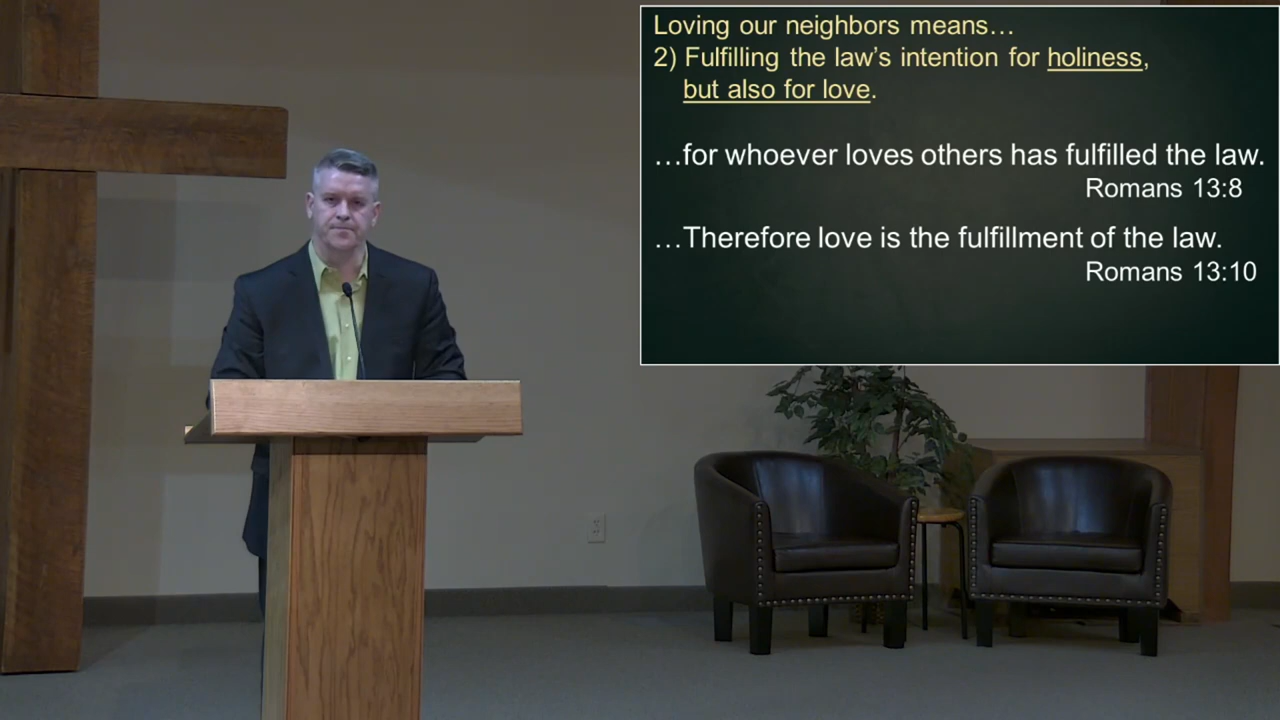 Loving our neighbors means…
2) Fulfilling the law’s intention for holiness,
but also for love.
…for whoever loves others has fulfilled the law.
Romans 13:8
…Therefore love is the fulfillment of the law.
Romans 13:10